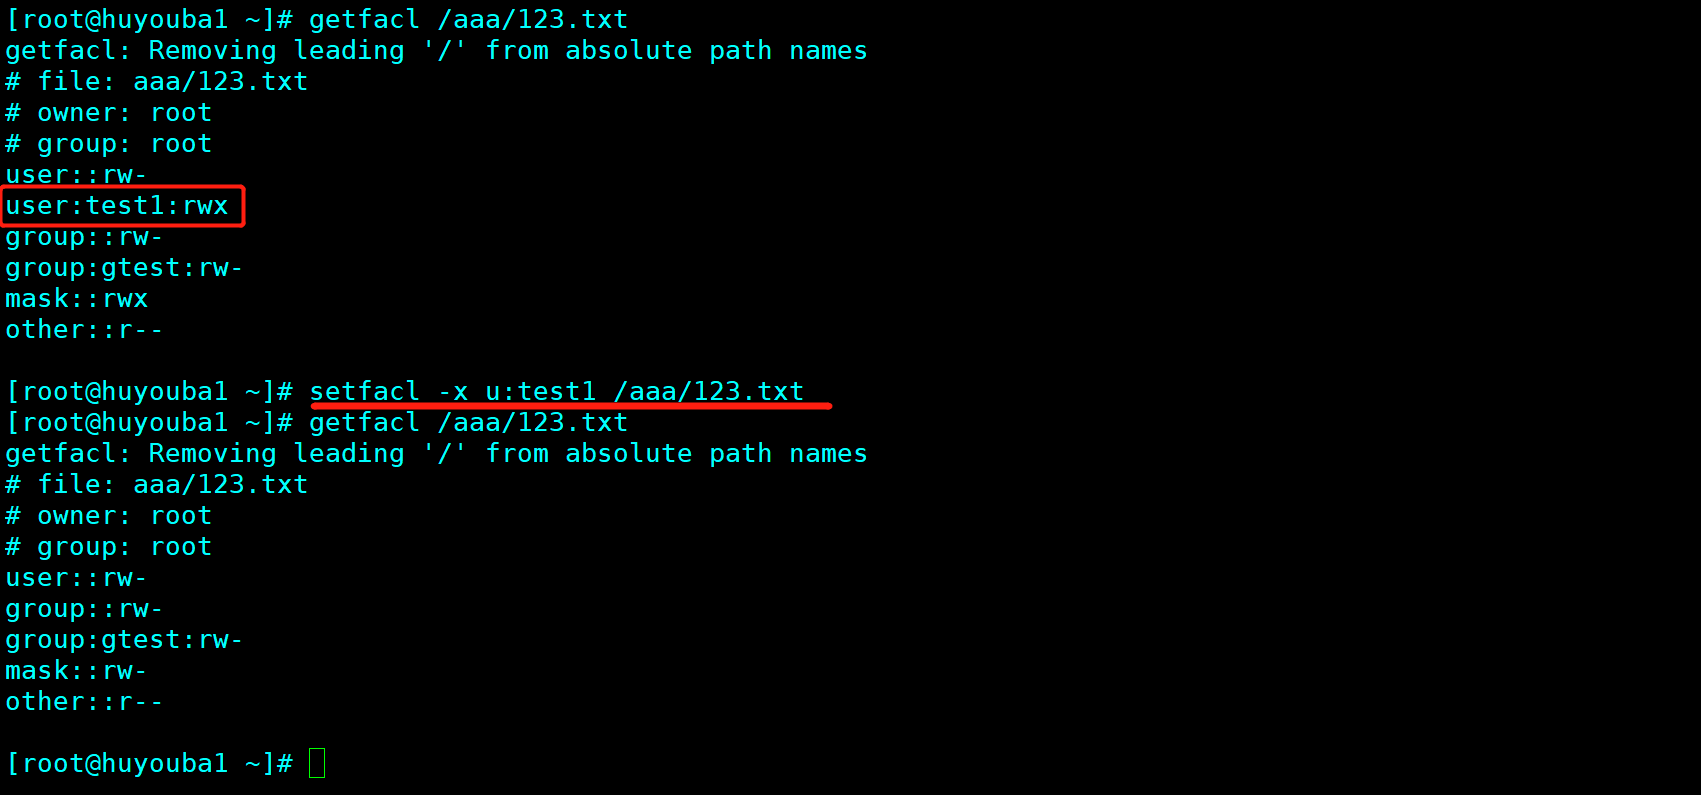 [root@huyouba1 ~]# getfacl /aaa/123.txt
getfacl: Removing leading '/' from absolute path names
# file: aaa/123.txt
# owner: root
# group: root
user::rw-
user:test1:rwx
group::rw-
group:gtest:rw-
mask::rwx
other::r--
[root@huyouba1 ~]# setfacl -x u:test1 /aaa/123.txt
[root@huyouba1 ~]# getfacl /aaa/123.txt
getfacl: Removing leading '/' from absolute path names
# file: aaa/123.txt
# owner: root
# group: root
user::rw-
group::rw-
group:gtest:rw-
mask::rw-
other::r--
[root@huyouba1 ~]#